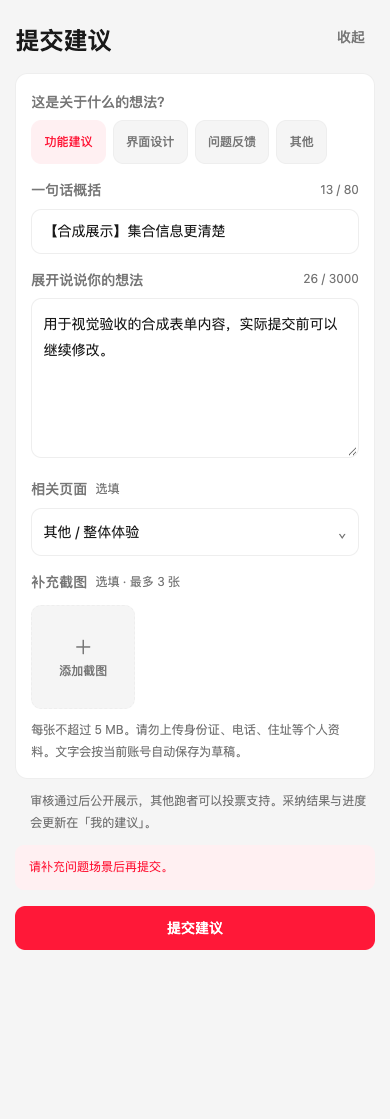 提交建议
收起
这是关于什么的想法?
功能建议
界面设计
问题反馈
其他
一句话概括
13 / 80
【合成展示】集合信息更清楚
展开说说你的想法
26 / 3000
用于视觉验收的合成表单内容，实际提交前可以
继续修改。
相关页面 选填
其他 / 整体体验
补充截图 选填 · 最多 3 张
添加截图
每张不超过 5 MB。请勿上传身份证、电话、住址等个人资
料。文字会按当前账号自动保存为草稿。
审核通过后公开展示，其他跑者可以投票支持。采纳结果与进度
会更新在「我的建议」。
请补充问题场景后再提交。
提交建议